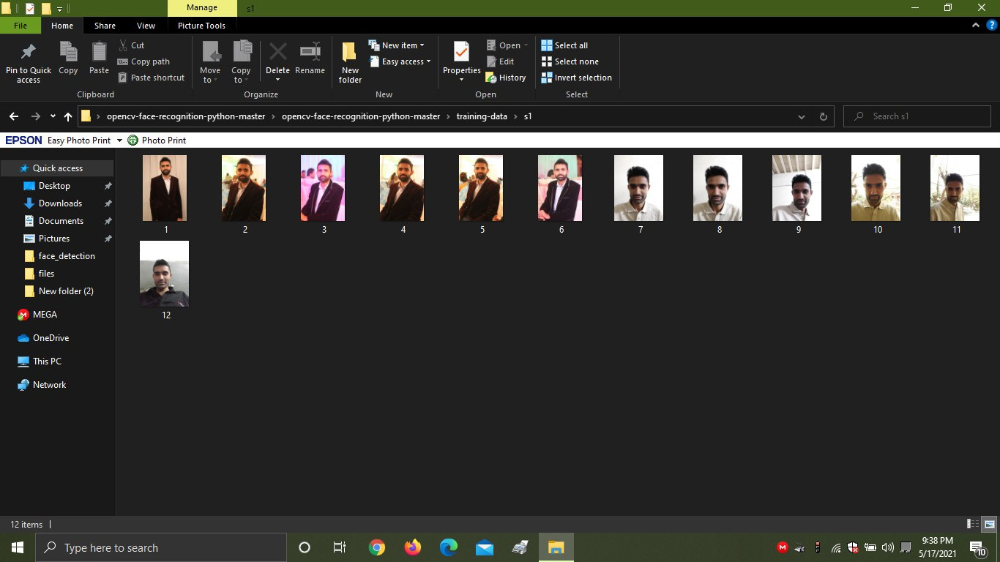 Manage s1
File Home Share View Picture Tools
Pin to Quick access
Copy
Paste
Cut
Copy path
Paste shortcut
Clipboard
Move to
Copy to
Delete
Rename
Organize
New folder
New item
Easy access
New
Properties
Open
Edit
History
Open
Select all
Select none
Invert selection
Select
opencv-face-recognition-python-master opencv-face-recognition-python-master training-data s1
Search s1
EPSON Easy Photo Print Photo Print
Quick access
Desktop
Downloads
Documents
Pictures
face_detection
files
New folder (2)
MEGA
OneDrive
This PC
Network
1 2 3 4 5 6 7 8 9 10 11
12
12 items
Type here to search
9:38 PM
5/17/2021
10